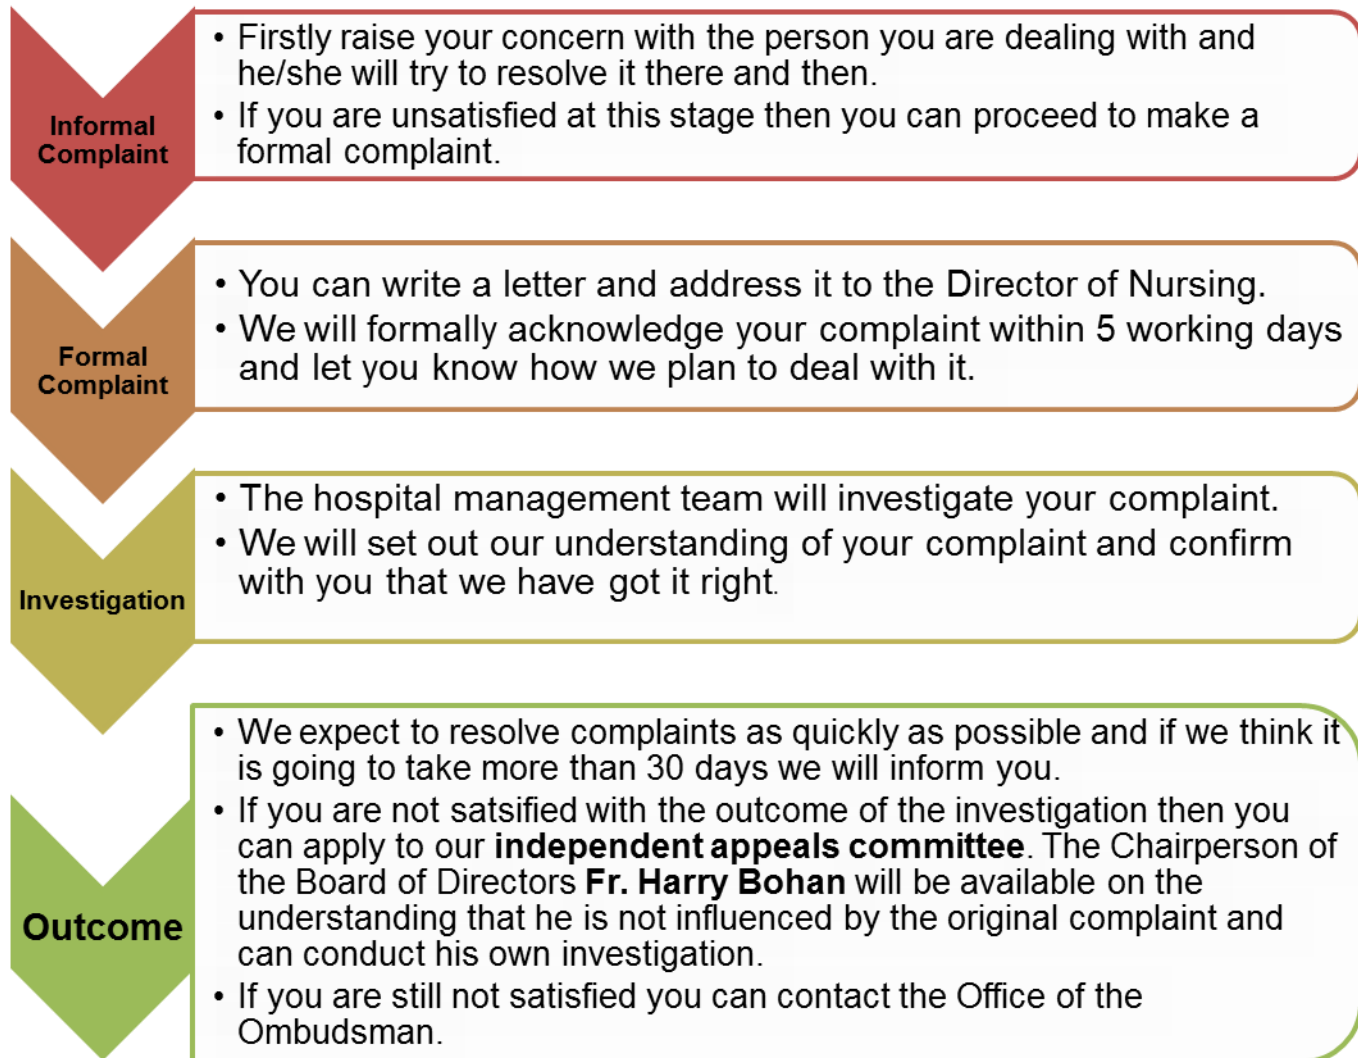 Informal
Complaint
• Firstly raise your concern with the person you are dealing with and
he/she will try to resolve it there and then.
• If you are unsatisfied at this stage then you can proceed to make a
formal complaint.
Formal
Complaint
• You can write a letter and address it to the Director of Nursing.
• We will formally acknowledge your complaint within 5 working days
and let you know how we plan to deal with it.
Investigation
• The hospital management team will investigate your complaint.
• We will set out our understanding of your complaint and confirm
with you that we have got it right.
Outcome
• We expect to resolve complaints as quickly as possible and if we think it
is going to take more than 30 days we will inform you.
• If you are not satsified with the outcome of the investigation then you
can apply to our independent appeals committee. The Chairperson of
the Board of Directors Fr. Harry Bohan will be available on the
understanding that he is not influenced by the original complaint and
can conduct his own investigation.
• If you are still not satisfied you can contact the Office of the
Ombudsman.